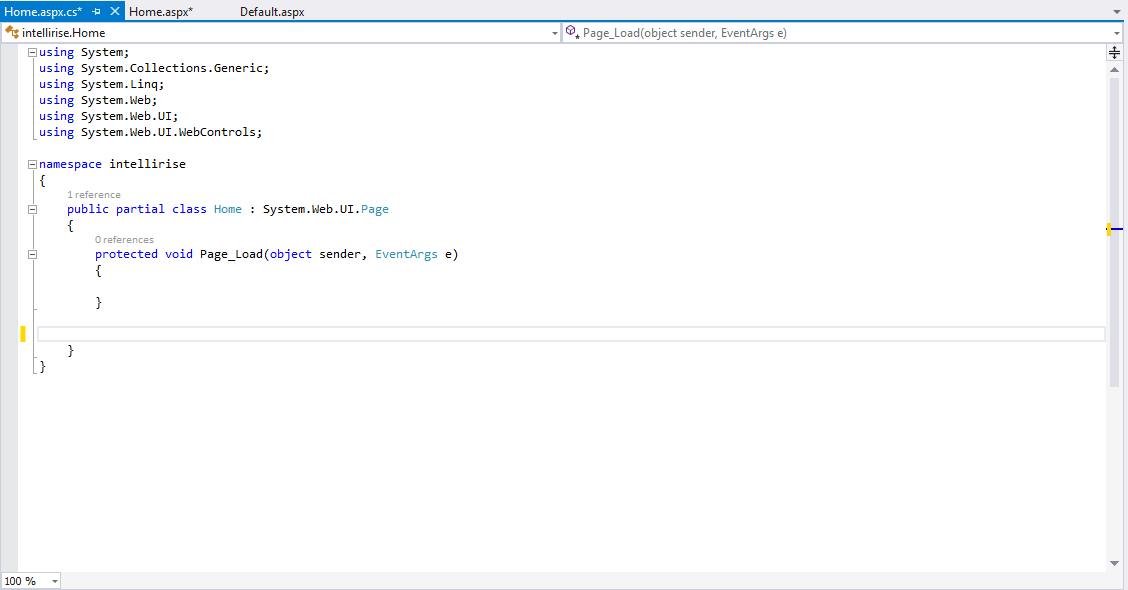 Home.aspx.cs* Home.aspx* Default.aspx
intellirise.Home Page_Load(object sender, EventArgs e)
using System;
using System.Collections.Generic;
using System.Linq;
using System.Web;
using System.Web.UI;
using System.Web.UI.WebControls;
namespace intellirise
{
1 reference
public partial class Home : System.Web.UI.Page
{
0 references
protected void Page_Load(object sender, EventArgs e)
{
}
}
}
100 %